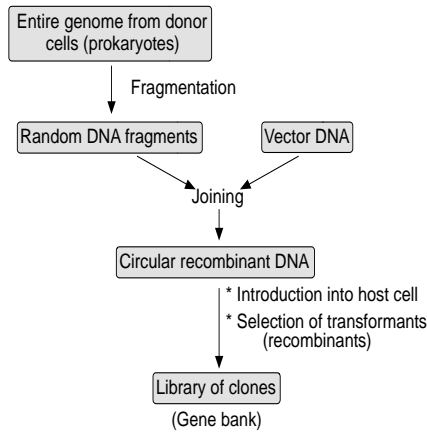 Entire genome from donor
cells (prokaryotes)
Fragmentation
Random DNA fragments
Vector DNA
Joining
Circular recombinant DNA
* Introduction into host cell
* Selection of transformants
(recombinants)
Library of clones
(Gene bank)